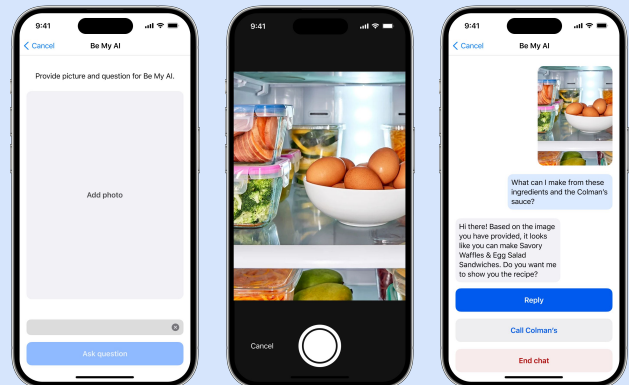 9:41
Cancel
Be My AI
Provide picture and question for Be My AI.
Add photo
Ask question
9:41
Cancel
9:41
Cancel
Be My AI
What can I make from these
ingredients and the Colman's
sauce?
Hi there! Based on the image
you have provided, it looks
like you can make Savory
Waffles & Egg Salad
Sandwiches. Do you want me
to show you the recipe?
Reply
Call Colman's
End chat